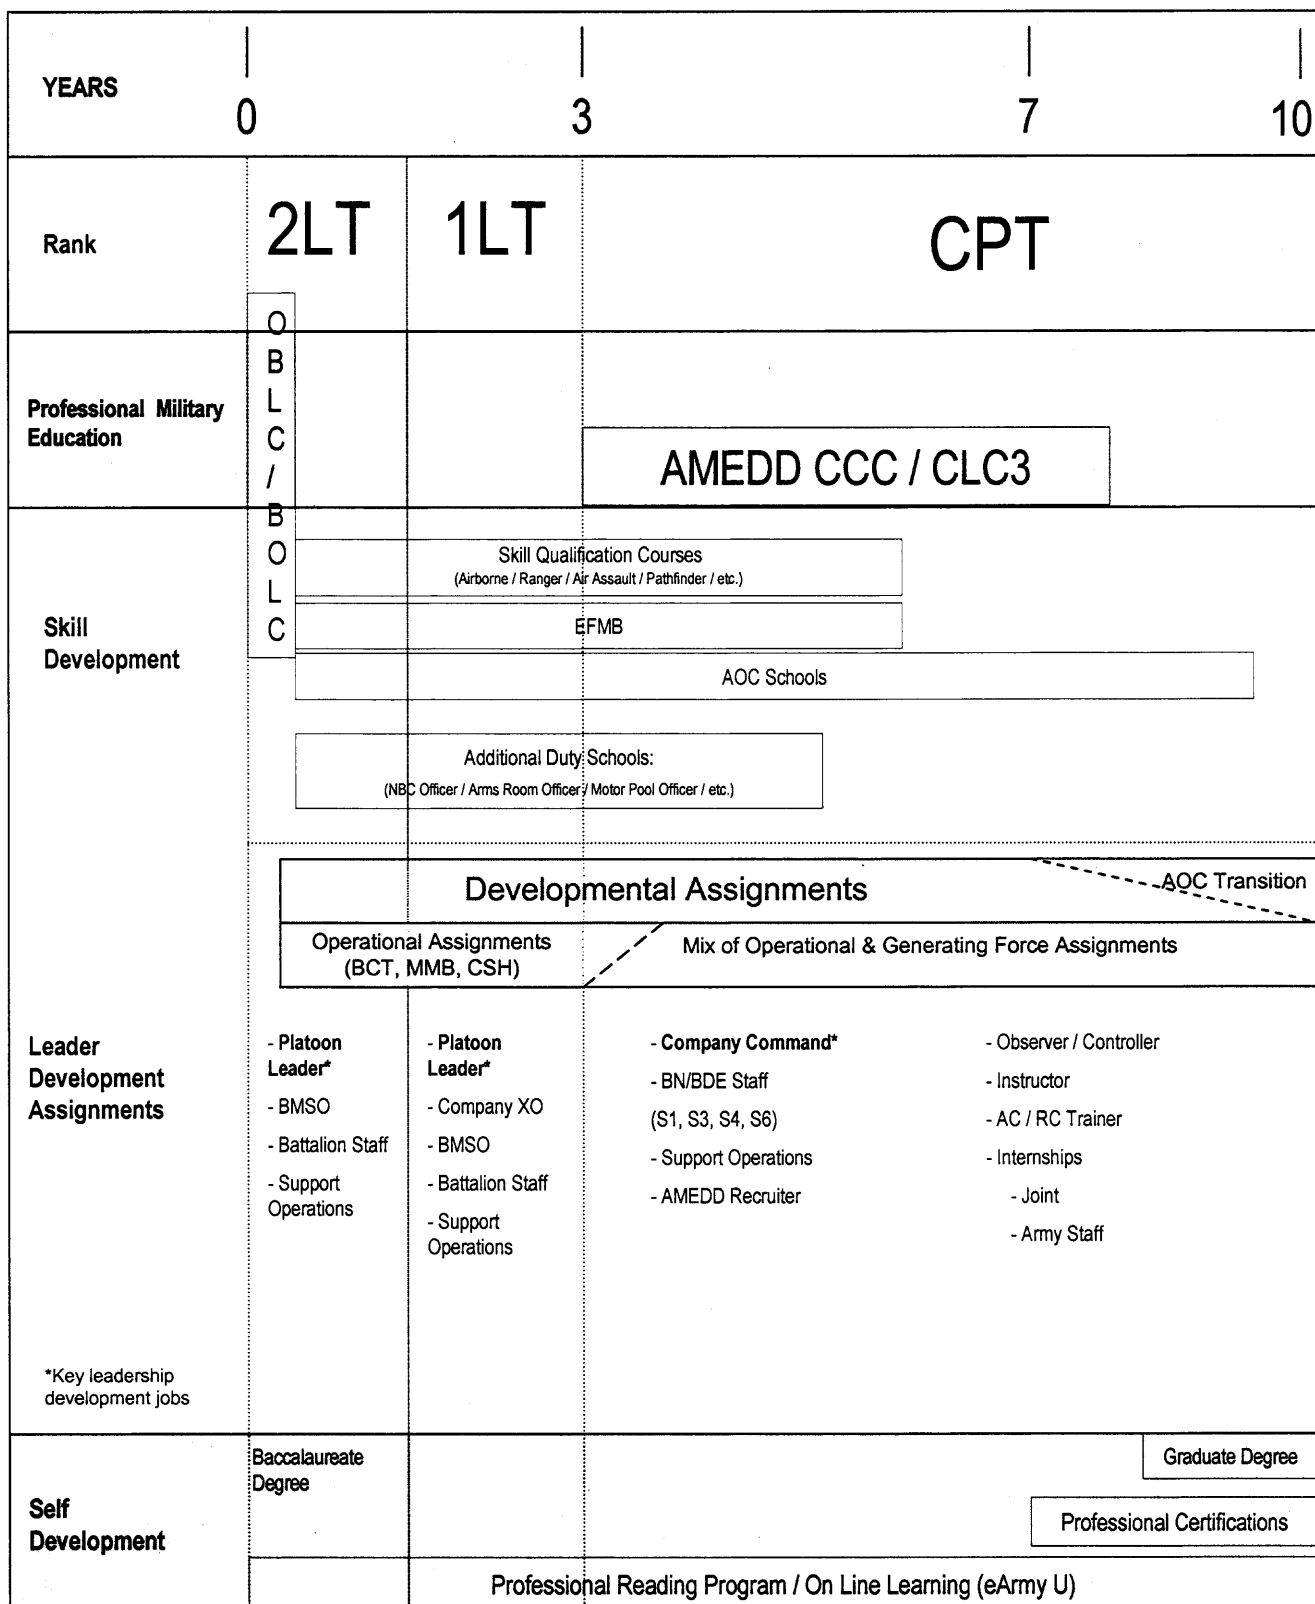 YEARS
0 3 7 10
Rank
2LT 1LT CPT
OBLC/BOLC
Professional Military
Education
AMEDD CCC / CLC3
Skill
Development
Skill Qualification Courses
(Airborne / Ranger / Air Assault / Pathfinder / etc.)
EFMB
AOC Schools
Additional Duty Schools:
(NBC Officer / Arms Room Officer / Motor Pool Officer / etc.)
Developmental Assignments
AOC Transition
Operational Assignments
(BCT, MMB, CSH)
Mix of Operational & Generating Force Assignments
Leader
Development
Assignments
- Platoon
Leader*
- BMSO
- Battalion Staff
- Support
Operations
- Platoon
Leader*
- Company XO
- BMSO
- Battalion Staff
- Support
Operations
- Company Command*
- BN/BDE Staff
(S1, S3, S4, S6)
- Support Operations
- AMEDD Recruiter
- Observer / Controller
- Instructor
- AC / RC Trainer
- Internships
- Joint
- Army Staff
*Key leadership
development jobs
Self
Development
Baccalaureate
Degree
Graduate Degree
Professional Certifications
Professional Reading Program / On Line Learning (eArmy U)